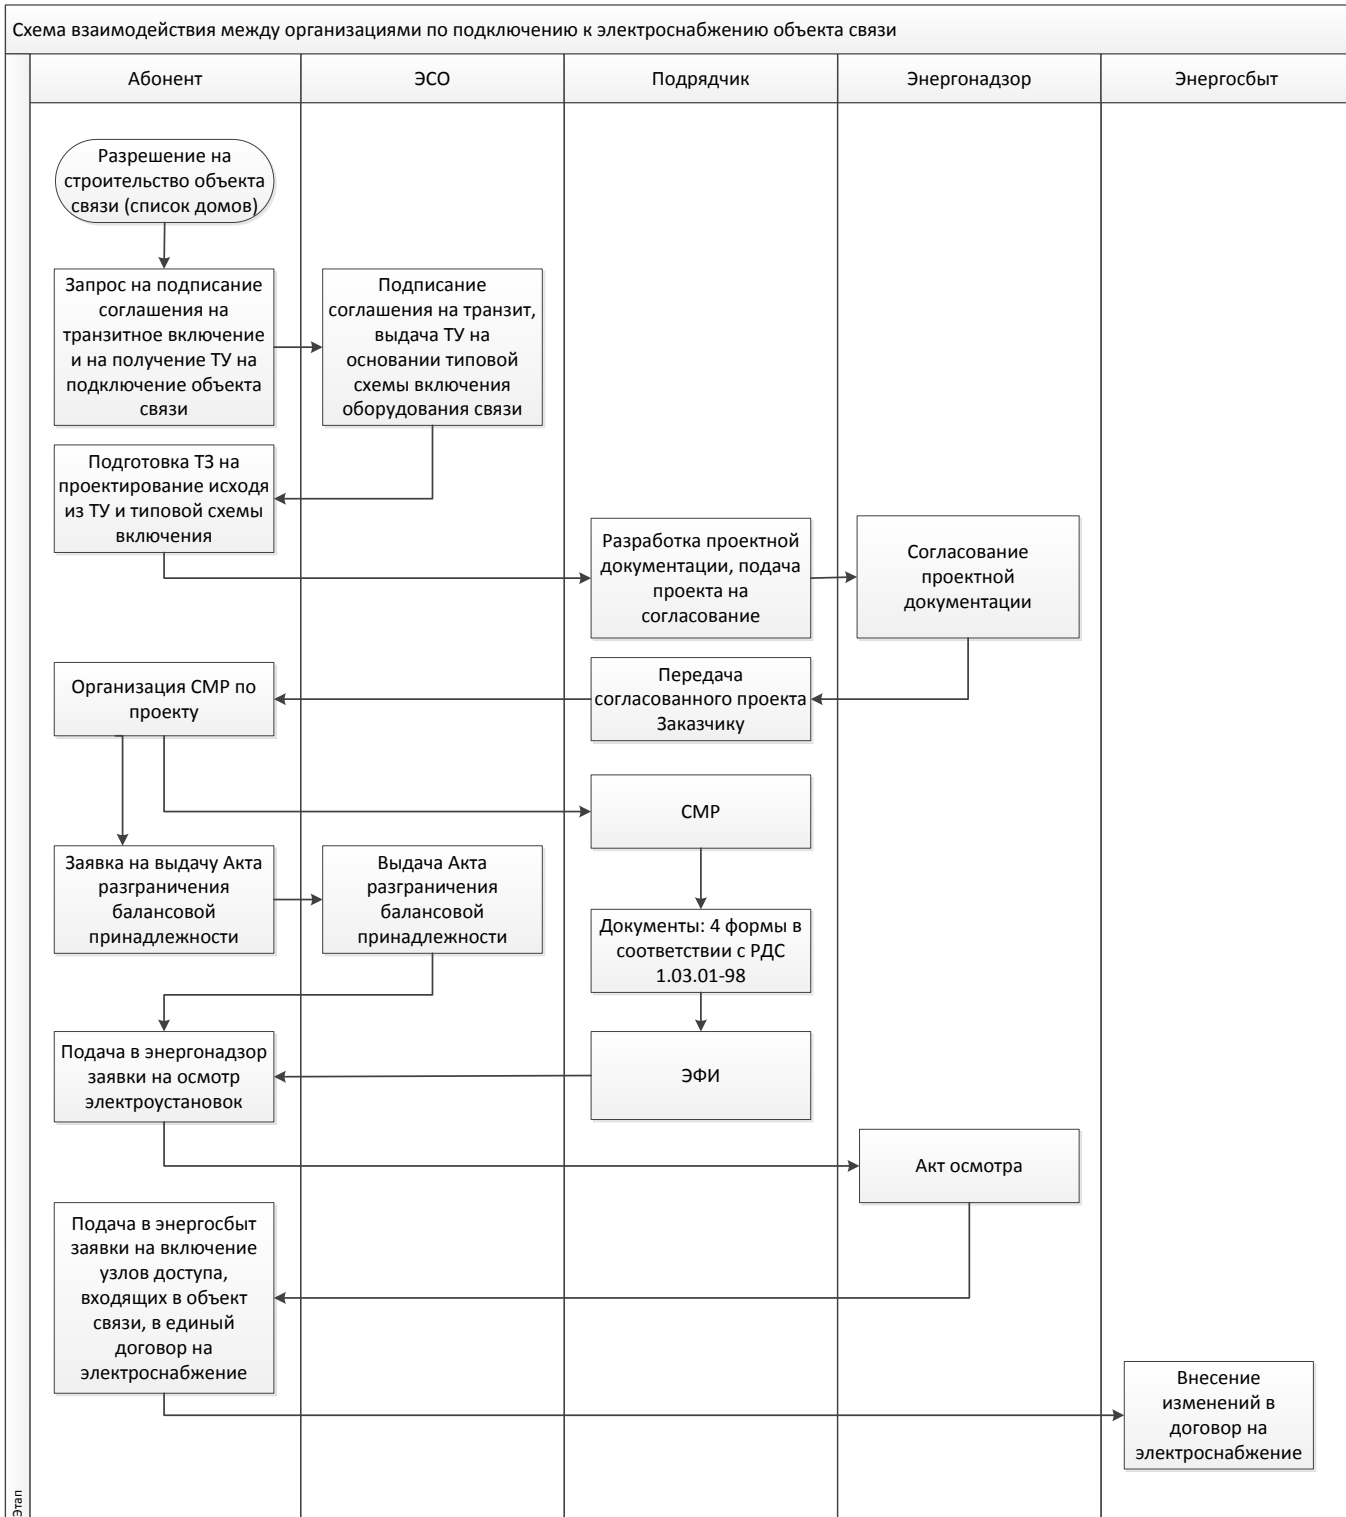 Схема взаимодействия между организациями по подключению к электроснабжению объекта связи
Абонент
ЭСО
Подрядчик
Энергонадзор
Энергосбыт
Разрешение на
строительство объекта
связи (список домов)
Запрос на подписание
соглашения на
транзитное включение
и на получение ТУ на
подключение объекта
связи
Подписание
соглашения на транзит,
выдача ТУ на
основании типовой
схемы включения
оборудования связи
Подготовка ТЗ на
проектирование исходя
из ТУ и типовой схемы
включения
Разработка проектной
документации, подача
проекта на
согласование
Согласование
проектной
документации
Организация СМР по
проекту
Передача
согласованного проекта
Заказчику
СМР
Заявка на выдачу Акта
разграничения
балансовой
принадлежности
Выдача Акта
разграничения
балансовой
принадлежности
Документы: 4 формы в
соответствии с РДС
1.03.01-98
Подача в энергонадзор
заявки на осмотр
электроустановок
ЭФИ
Акт осмотра
Подача в энергосбыт
заявки на включение
узлов доступа,
входящих в объект
связи, в единый
договор на
электроснабжение
Внесение
изменений в
договор на
электроснабжение
Этап